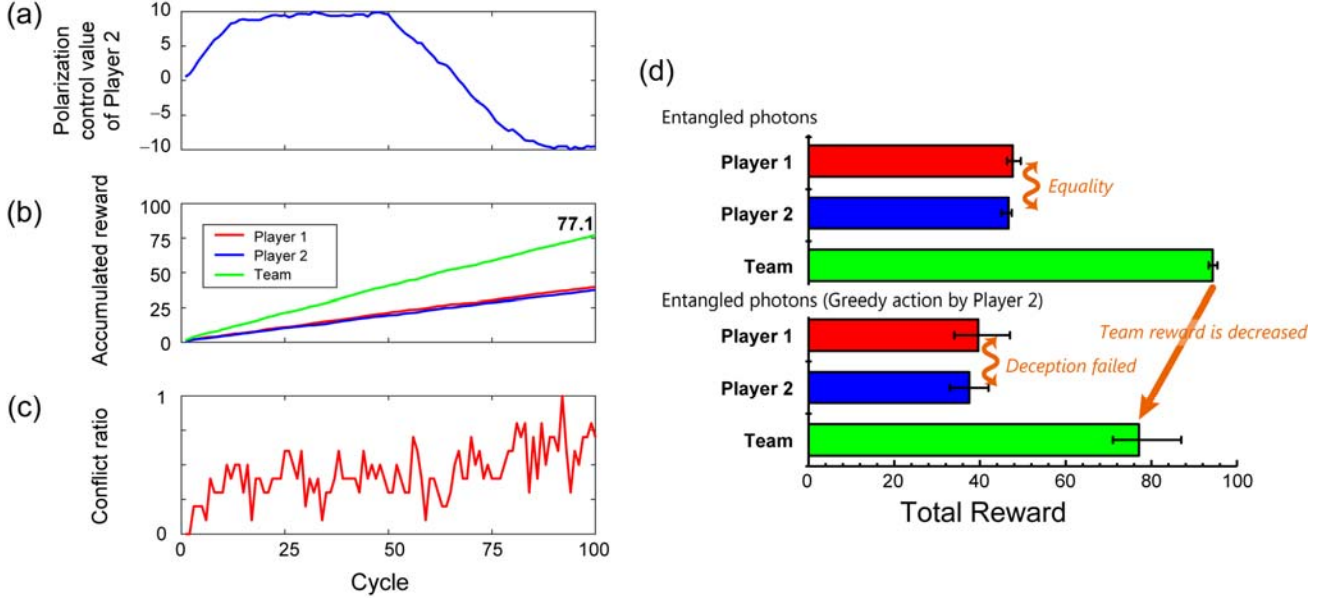 (a)
Polarization
control value
of Player 2
10
5
0
−5
−10
(b)
Accumulated reward
100
75
50
25
0
Player 1
Player 2
Team
77.1
(c)
Conflict ratio
1
0
0
25
50
75
100
Cycle
(d)
Entangled photons
Player 1
Player 2
Team
Equality
Entangled photons (Greedy action by Player 2)
Player 1
Player 2
Team
Team reward is decreased
Deception failed
0
20
40
60
80
100
Total Reward